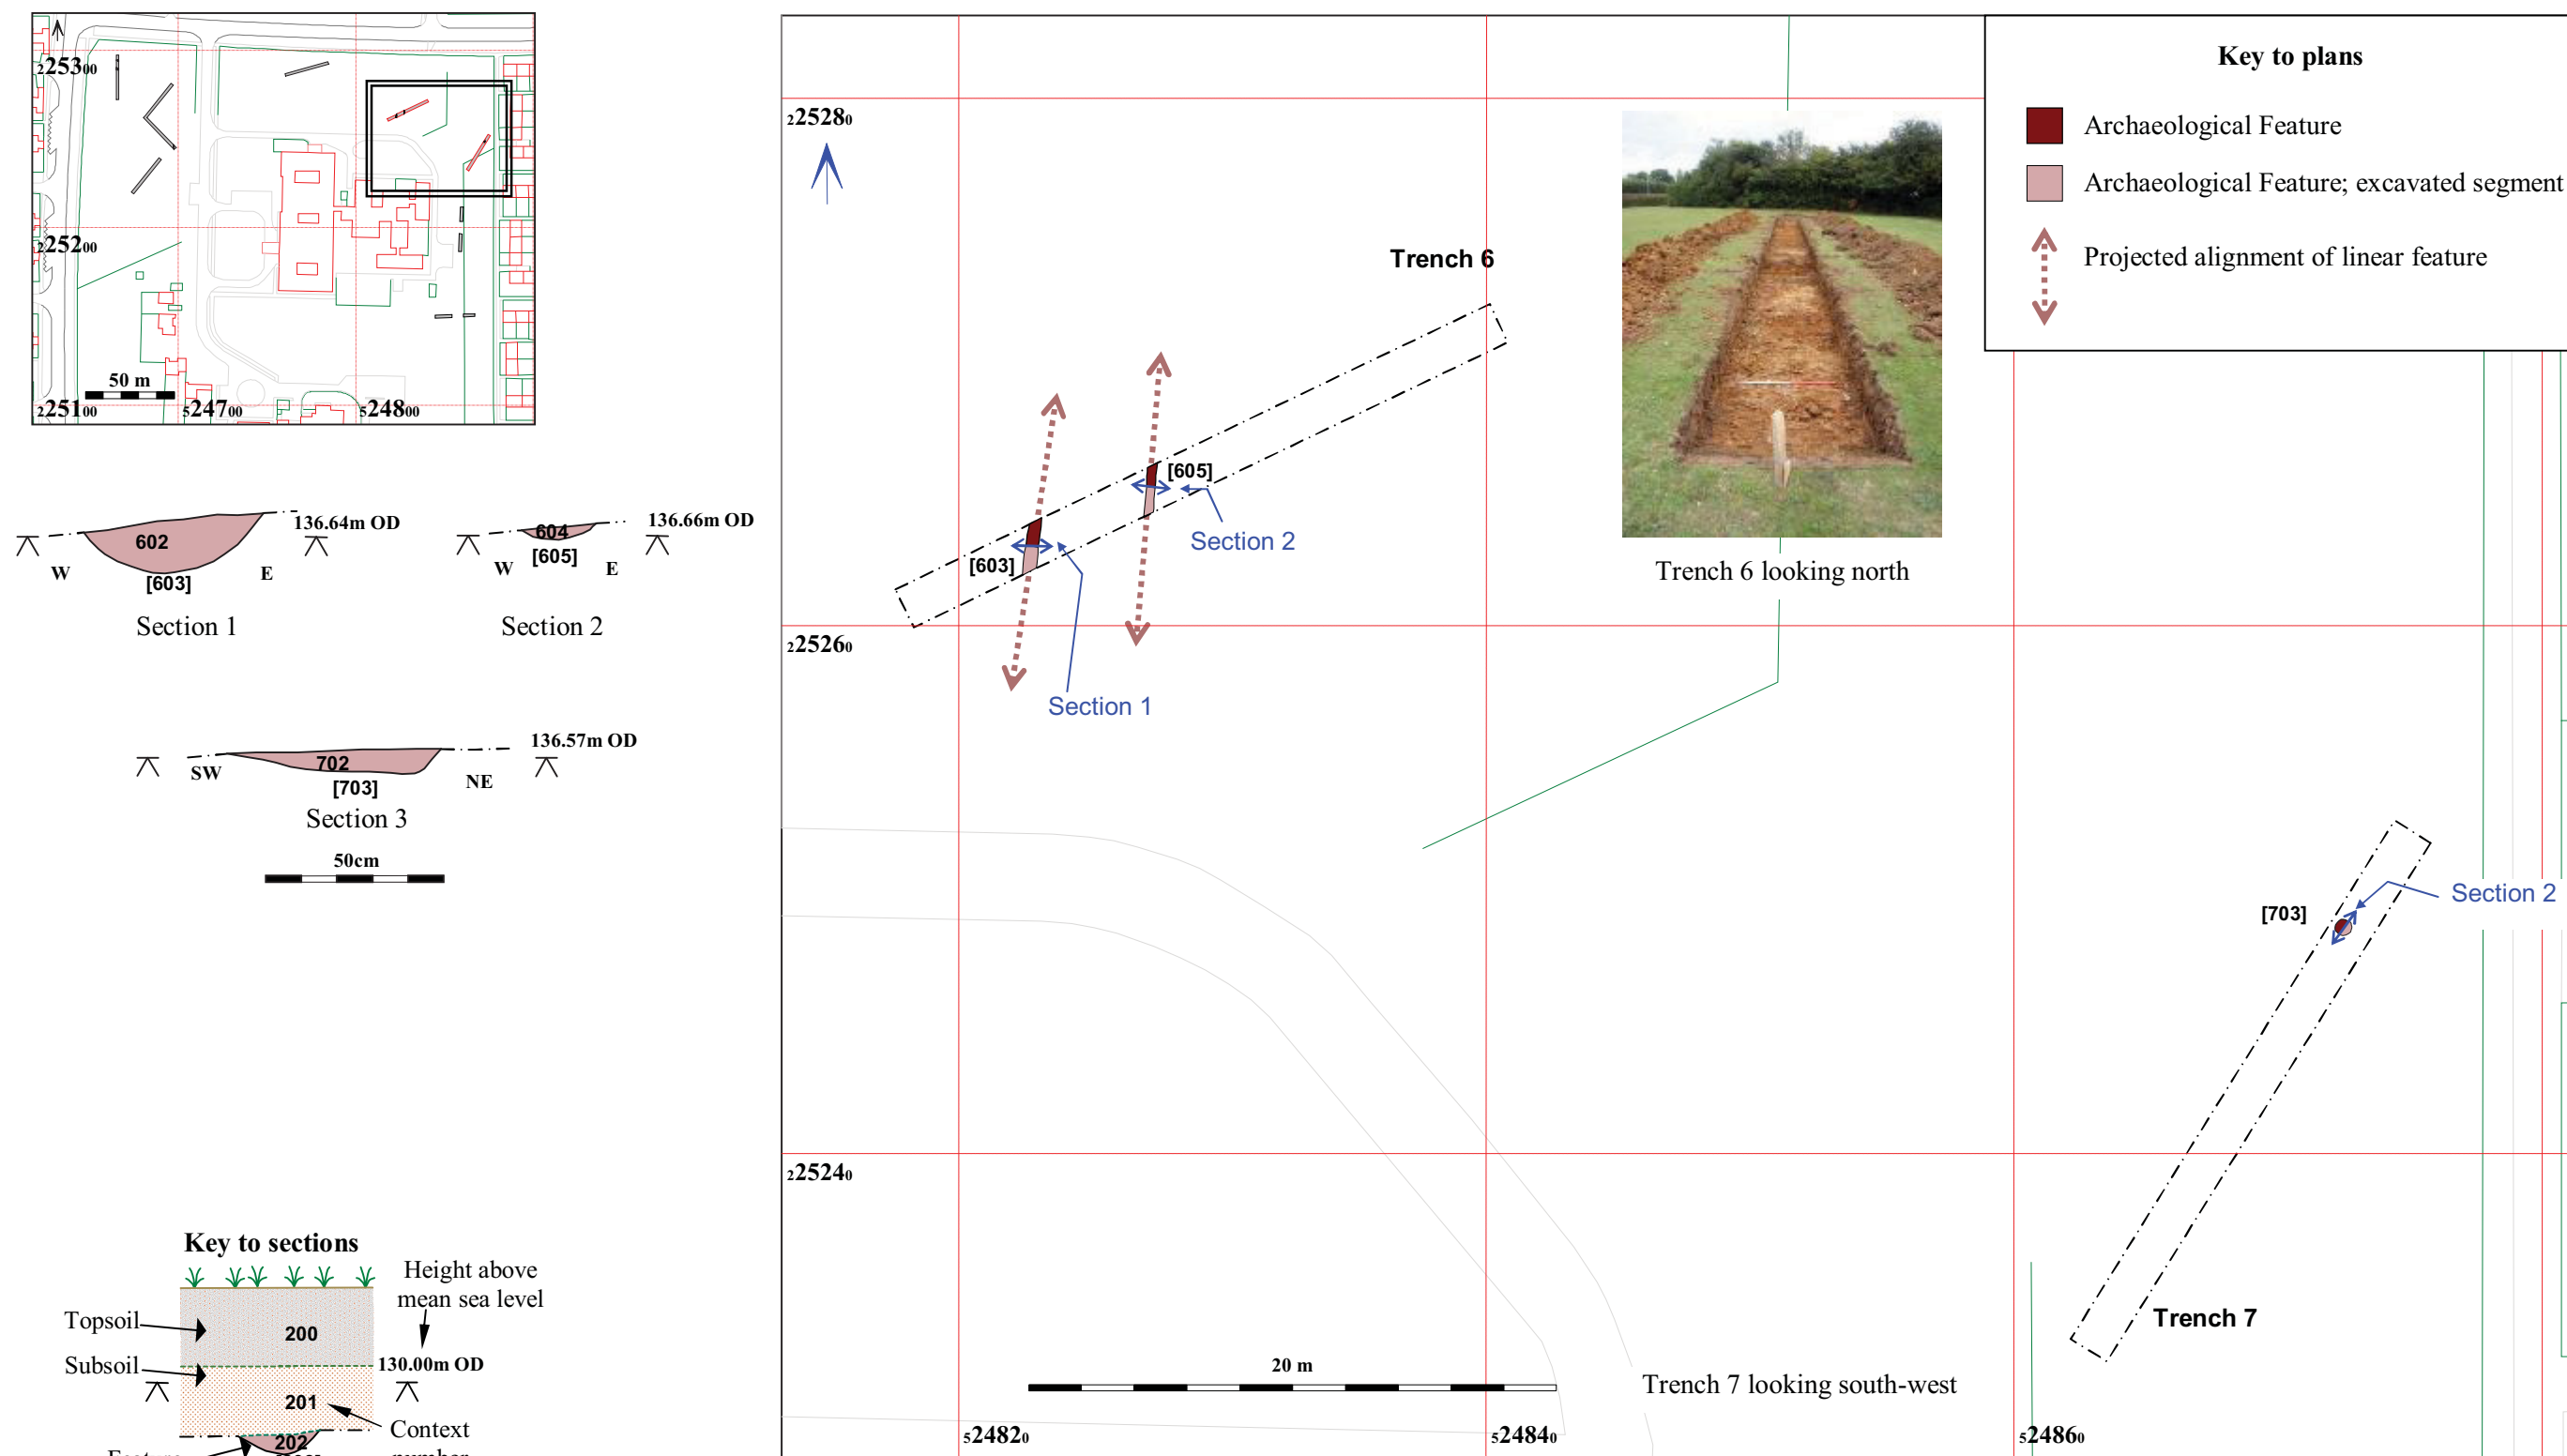 225300
225200
225100
50 m
524700
524800
136.64m OD
602
[603]
W
E
Section 1
136.66m OD
604
[605]
W
E
Section 2
136.57m OD
702
[703]
SW
NE
Section 3
50cm
Key to sections
Height above
mean sea level
Topsoil
200
Subsoil
130.00m OD
201
Context
202
225280
225260
225240
Trench 6
[605]
Section 2
[603]
Section 1
Trench 6 looking north
Key to plans
Archaeological Feature
Archaeological Feature; excavated segment
Projected alignment of linear feature
[703]
Section 2
Trench 7
20 m
Trench 7 looking south-west
524820
524840
524860